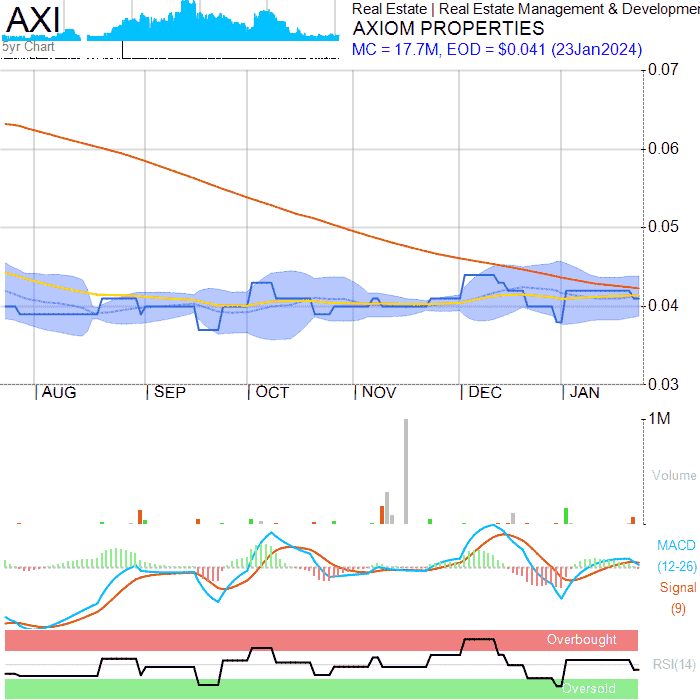 AXI
Real Estate | Real Estate Management & Developmen
AXIOM PROPERTIES
MC = 17.7M, EOD = $0.041 (23Jan2024)
5yr Chart
0.07
0.06
0.05
0.04
0.03
AUG SEP OCT NOV DEC JAN
1M
Volume
MACD
(12-26)
Signal
(9)
Overbought
RSI(14)
Oversold